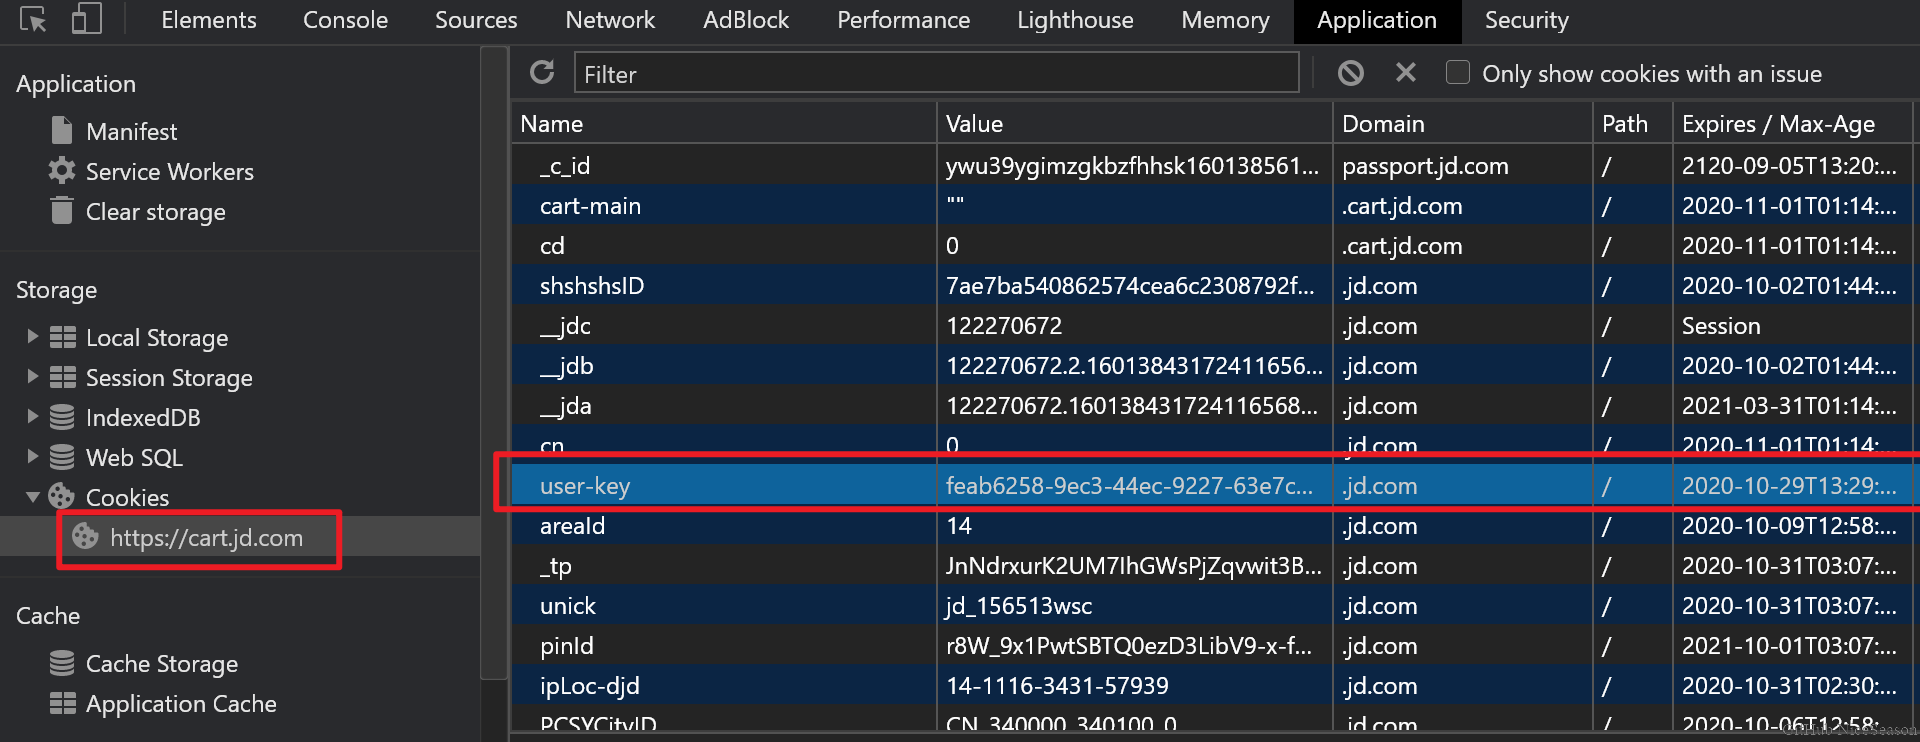 Elements Console Sources Network AdBlock Performance Lighthouse Memory Application Security
Application
Manifest
Service Workers
Clear storage
Storage
Local Storage
Session Storage
IndexedDB
Web SQL
Cookies
https://cart.jd.com
Cache
Cache Storage
Application Cache
Filter Only show cookies with an issue
Name Value Domain Path Expires / Max-Age
_c_id ywu39ygimzgkbzfhhsk160138561... passport.jd.com / 2120-09-05T13:20:...
cart-main "" .cart.jd.com / 2020-11-01T01:14:...
cd 0 .cart.jd.com / 2020-11-01T01:14:...
shshshsID 7ae7ba540862574cea6c2308792f... .jd.com / 2020-10-02T01:44:...
__jdc 122270672 .jd.com / Session
__jdb 122270672.2.16013843172411656... .jd.com / 2020-10-02T01:44:...
__jda 122270672.160138431724116568... .jd.com / 2021-03-31T01:14:...
cn 0 .jd.com / 2020-11-01T01:14:...
user-key feab6258-9ec3-44ec-9227-63e7c... .jd.com / 2020-10-29T13:29:...
areaId 14 .jd.com / 2020-10-09T12:58:...
_tp JnNdrxurK2UM7IhGWsPjZqvwit3B... .jd.com / 2020-10-31T03:07:...
unick jd_156513wsc .jd.com / 2020-10-31T03:07:...
pinId r8W_9x1PwtSBTQ0ezD3LibV9-x-f... .jd.com / 2021-10-01T03:07:...
ipLoc-djd 14-1116-3431-57939 .jd.com / 2020-10-31T02:30:...
PCSYCityID CN_340000_340100_0 .jd.com / 2020-10-06T12:58:...
GitHub NiceSeason